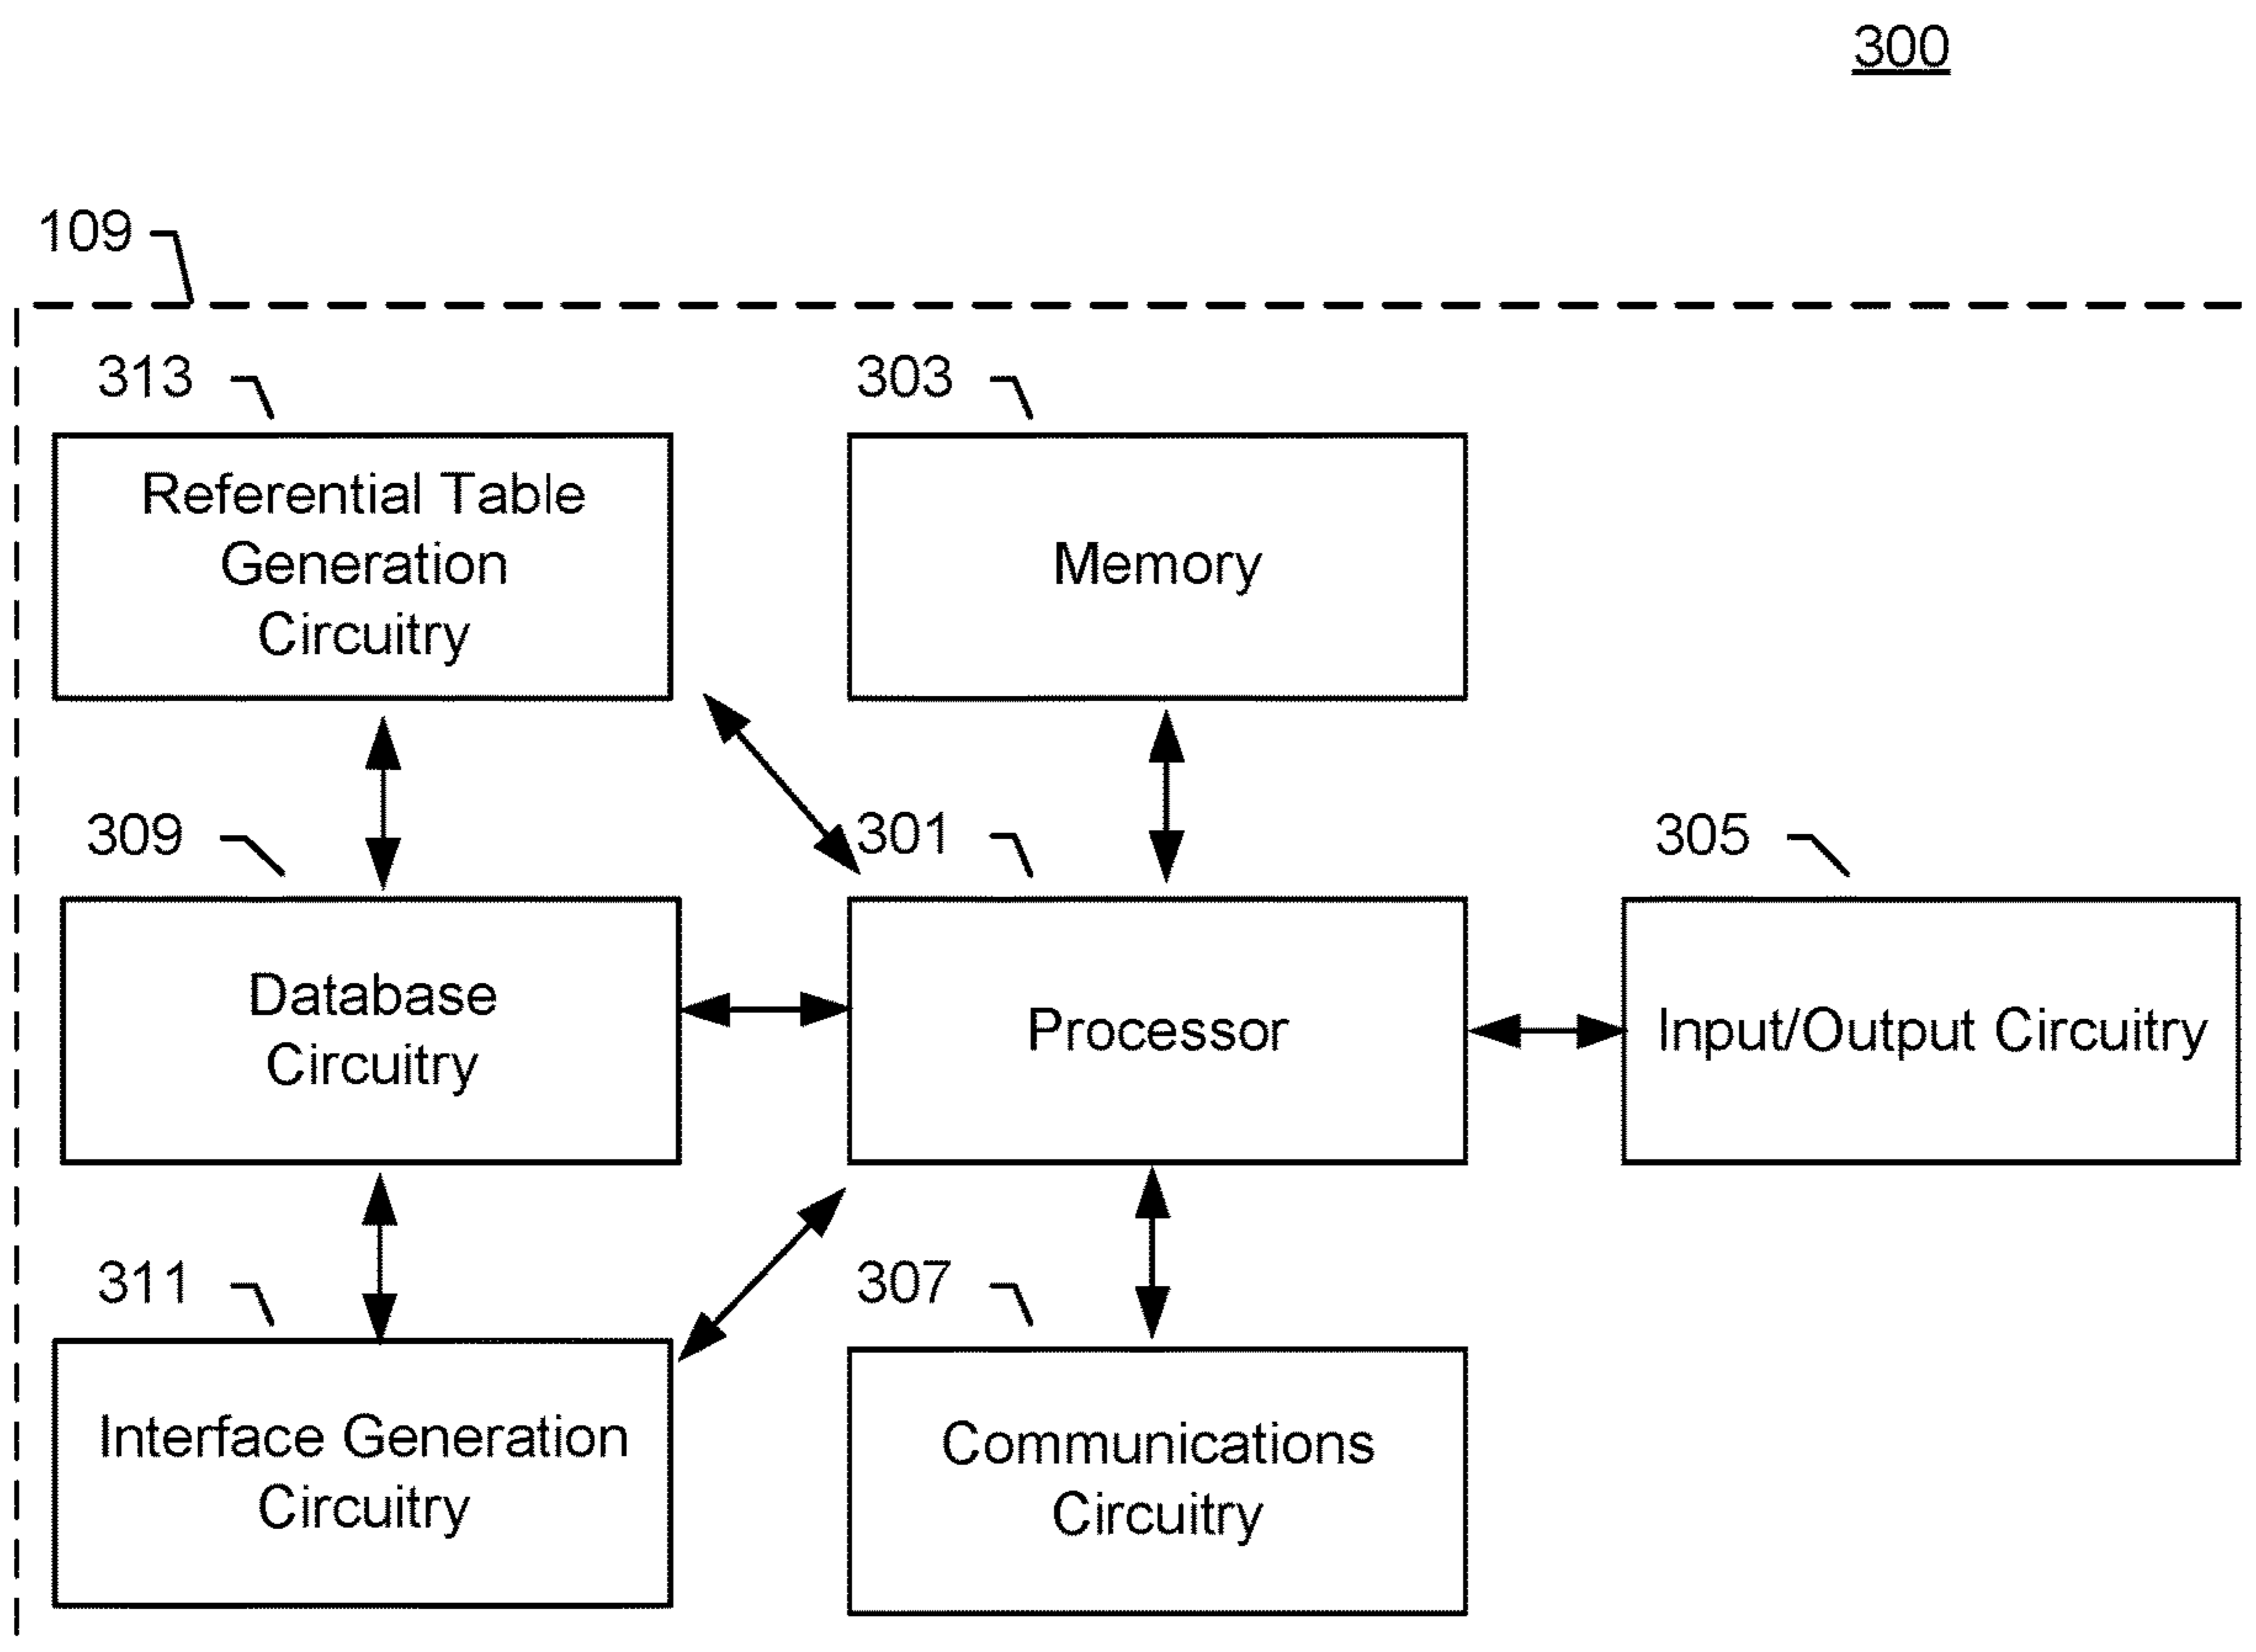 300
109
313
303
Referential Table
Generation
Circuitry
Memory
309
301
305
Database
Circuitry
Processor
Input/Output Circuitry
311
307
Interface Generation
Circuitry
Communications
Circuitry